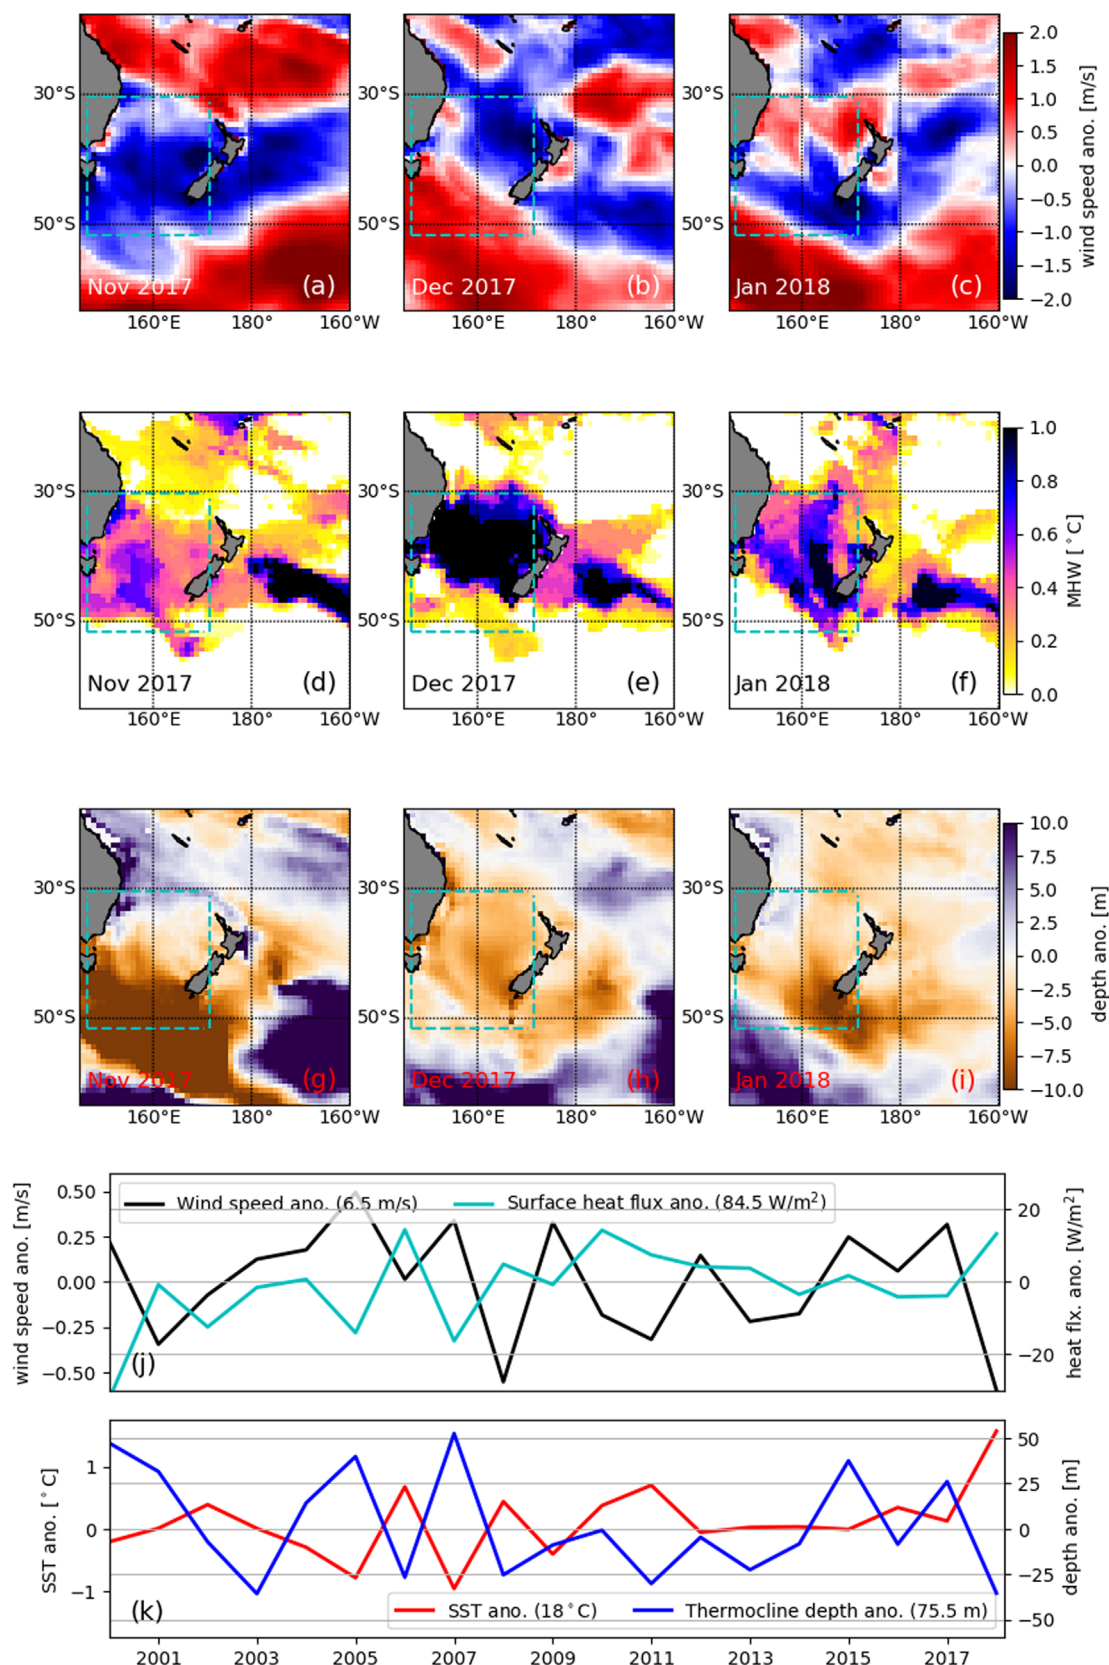 30°S
50°S
Nov 2017
(a)
Dec 2017
(b)
Jan 2018
(c)
160°E
180°
160°W
160°E
180°
160°W
160°E
180°
160°W
2.0
1.5
1.0
0.5
0.0
−0.5
−1.0
−1.5
−2.0
wind speed ano. [m/s]
30°S
50°S
30°S
50°S
30°S
50°S
Nov 2017
(d)
Dec 2017
(e)
Jan 2018
(f)
160°E
180°
160°W
160°E
180°
160°W
160°E
180°
160°W
1.0
0.8
0.6
0.4
0.2
0.0
MHW [°C]
30°S
50°S
30°S
50°S
30°S
50°S
Nov 2017
(g)
Dec 2017
(h)
Jan 2018
(i)
160°E
180°
160°W
160°E
180°
160°W
160°E
180°
160°W
10.0
7.5
5.0
2.5
0.0
−2.5
−5.0
−7.5
−10.0
depth ano. [m]
wind speed ano. [m/s]
0.50
0.25
0.00
−0.25
−0.50
Wind speed ano. (6.5 m/s)
Surface heat flux ano. (84.5 W/m²)
(j)
20
0
−20
heat flx. ano. [W/m²]
SST ano. [°C]
1
0
−1
(k)
SST ano. (18°C)
Thermocline depth ano. (75.5 m)
50
25
0
−25
−50
depth ano. [m]
2001
2003
2005
2007
2009
2011
2013
2015
2017